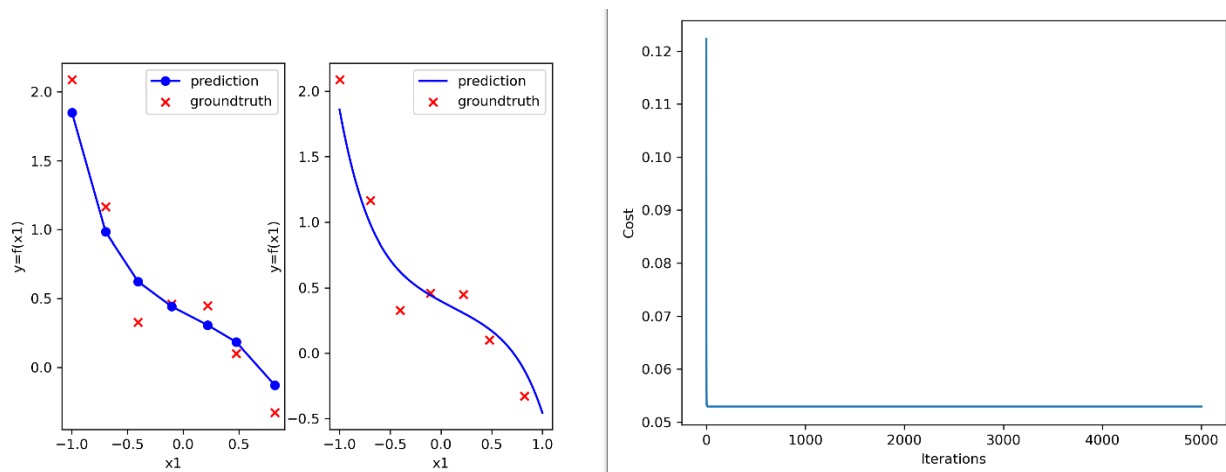 prediction
groundtruth
2.0
1.5
1.0
0.5
0.0
y=f(x1)
−1.0 −0.5 0.0 0.5
x1
prediction
groundtruth
2.0
1.5
1.0
0.5
0.0
−0.5
y=f(x1)
−1.0 −0.5 0.0 0.5 1.0
x1
0.12
0.11
0.10
0.09
0.08
0.07
0.06
0.05
Cost
0 1000 2000 3000 4000 5000
Iterations